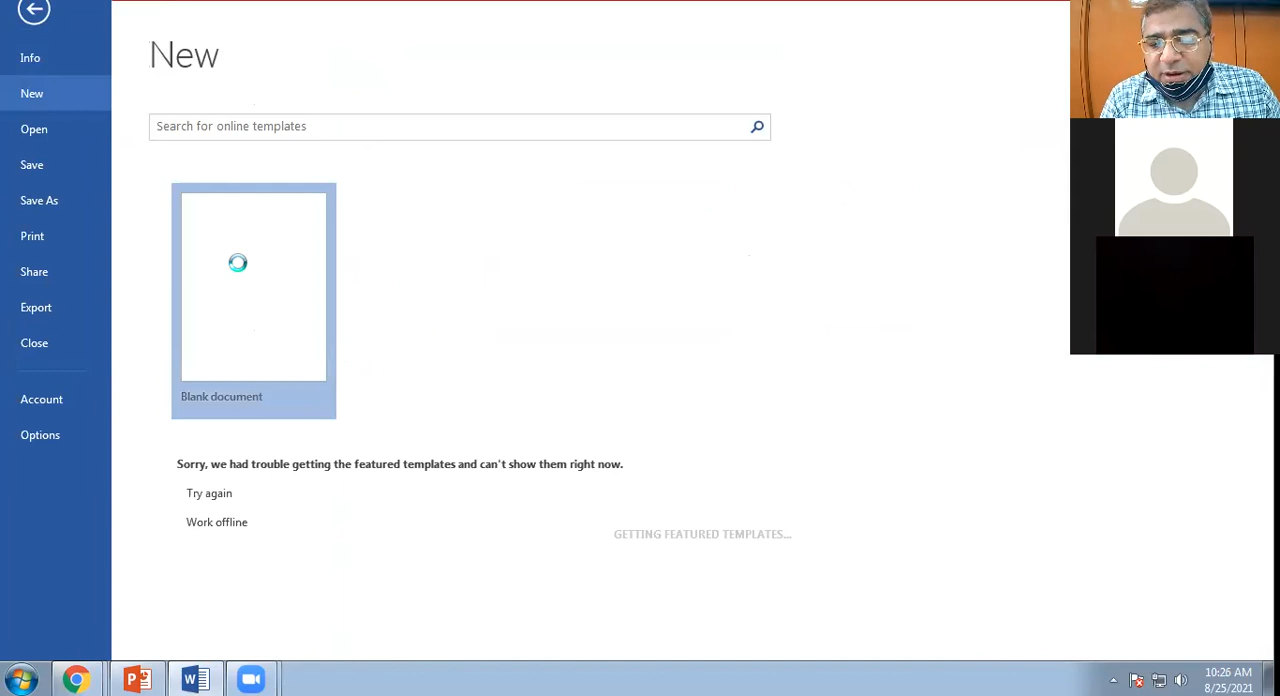 New
Info
New
Open
Save
Save As
Print
Share
Export
Close
Account
Options
Search for online templates
Blank document
Sorry, we had trouble getting the featured templates and can't show them right now.
Try again
Work offline
GETTING FEATURED TEMPLATES...
10:26 AM
8/25/2021